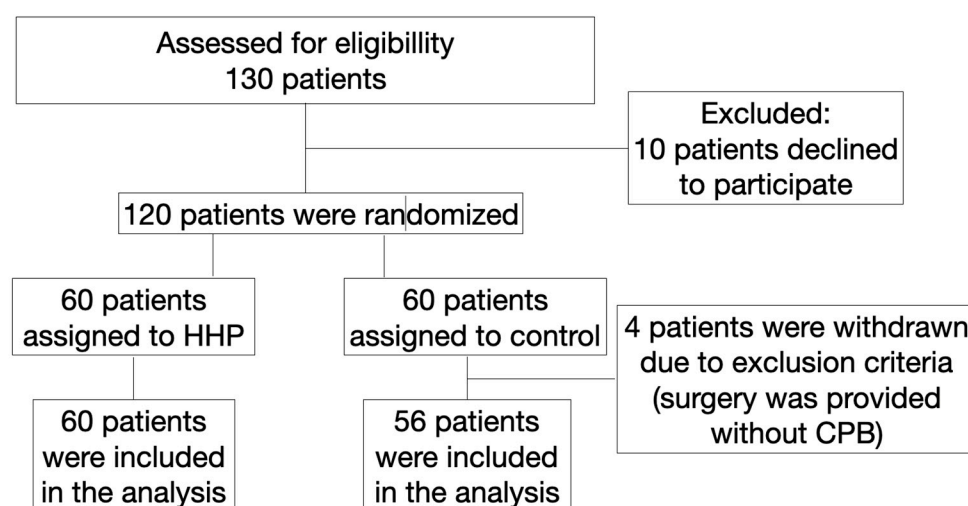 Assessed for eligibillity
130 patients
Excluded:
10 patients declined
to participate
120 patients were randomized
60 patients
assigned to HHP
60 patients
assigned to control
4 patients were withdrawn
due to exclusion criteria
(surgery was provided
without CPB)
60 patients
were included
in the analysis
56 patients
were included
in the analysis